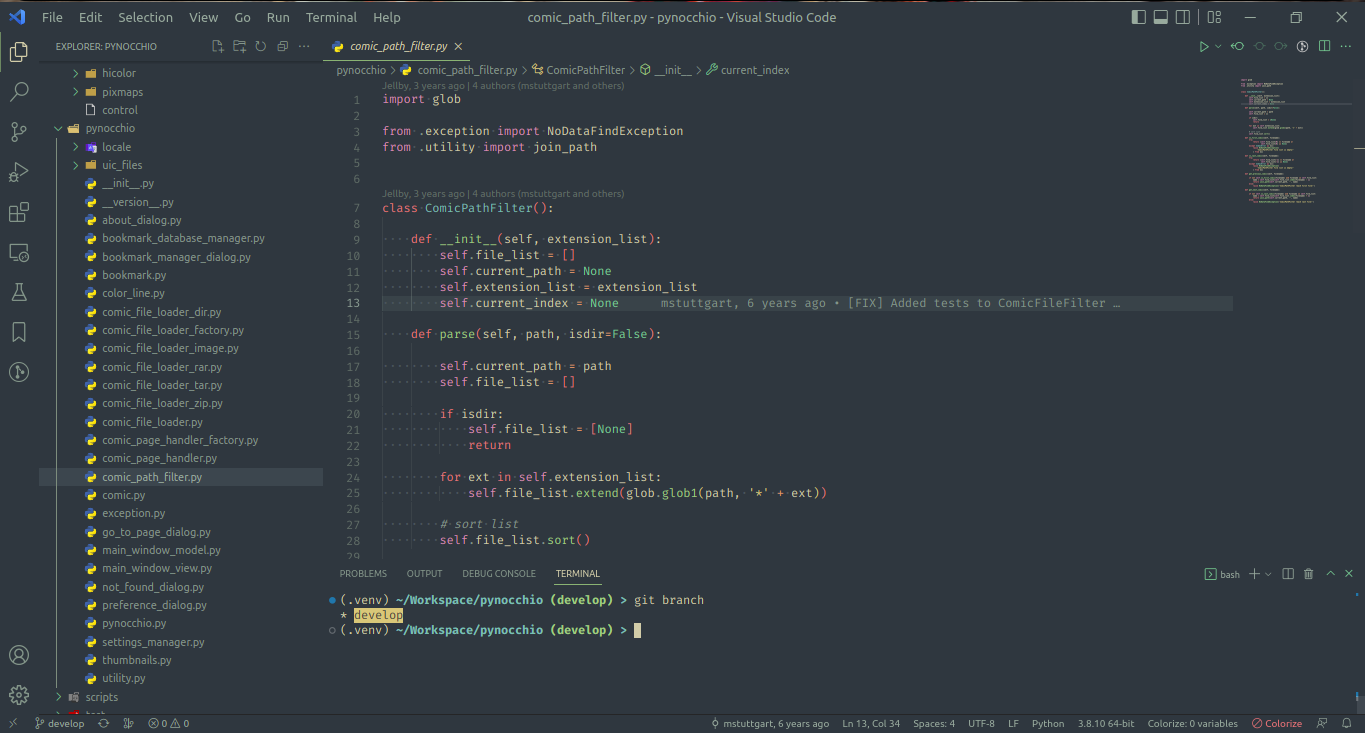 File Edit Selection View Go Run Terminal Help
comic_path_filter.py - pynocchio - Visual Studio Code
EXPLORER: PYNOCCHIO
hicolor
pixmaps
control
pynocchio
locale
uic_files
__init__.py
__version__.py
about_dialog.py
bookmark_database_manager.py
bookmark_manager_dialog.py
bookmark.py
color_line.py
comic_file_loader_dir.py
comic_file_loader_factory.py
comic_file_loader_image.py
comic_file_loader_rar.py
comic_file_loader_tar.py
comic_file_loader_zip.py
comic_file_loader.py
comic_page_handler_factory.py
comic_page_handler.py
comic_path_filter.py
comic.py
exception.py
go_to_page_dialog.py
main_window_model.py
main_window_view.py
not_found_dialog.py
preference_dialog.py
pynocchio.py
settings_manager.py
thumbnails.py
utility.py
scripts
comic_path_filter.py
pynocchio > comic_path_filter.py > ComicPathFilter > __init__ > current_index
Jellby, 3 years ago | 4 authors (mstuttgart and others)
1 import glob
2
3 from .exception import NoDataFindException
4 from .utility import join_path
5
6
Jellby, 3 years ago | 4 authors (mstuttgart and others)
7 class ComicPathFilter():
8
9 def __init__(self, extension_list):
10 self.file_list = []
11 self.current_path = None
12 self.extension_list = extension_list
13 self.current_index = None mstuttgart, 6 years ago • [FIX] Added tests to ComicFileFilter …
14
15 def parse(self, path, isdir=False):
16
17 self.current_path = path
18 self.file_list = []
19
20 if isdir:
21 self.file_list = [None]
22 return
23
24 for ext in self.extension_list:
25 self.file_list.extend(glob.glob1(path, '*' + ext))
26
27 # sort list
28 self.file_list.sort()
29
PROBLEMS OUTPUT DEBUG CONSOLE TERMINAL
bash
(.venv) ~/Workspace/pynocchio (develop) > git branch
* develop
(.venv) ~/Workspace/pynocchio (develop) >
develop 0 0
mstuttgart, 6 years ago Ln 13, Col 34 Spaces: 4 UTF-8 LF Python 3.8.10 64-bit Colorize: 0 variables Colorize